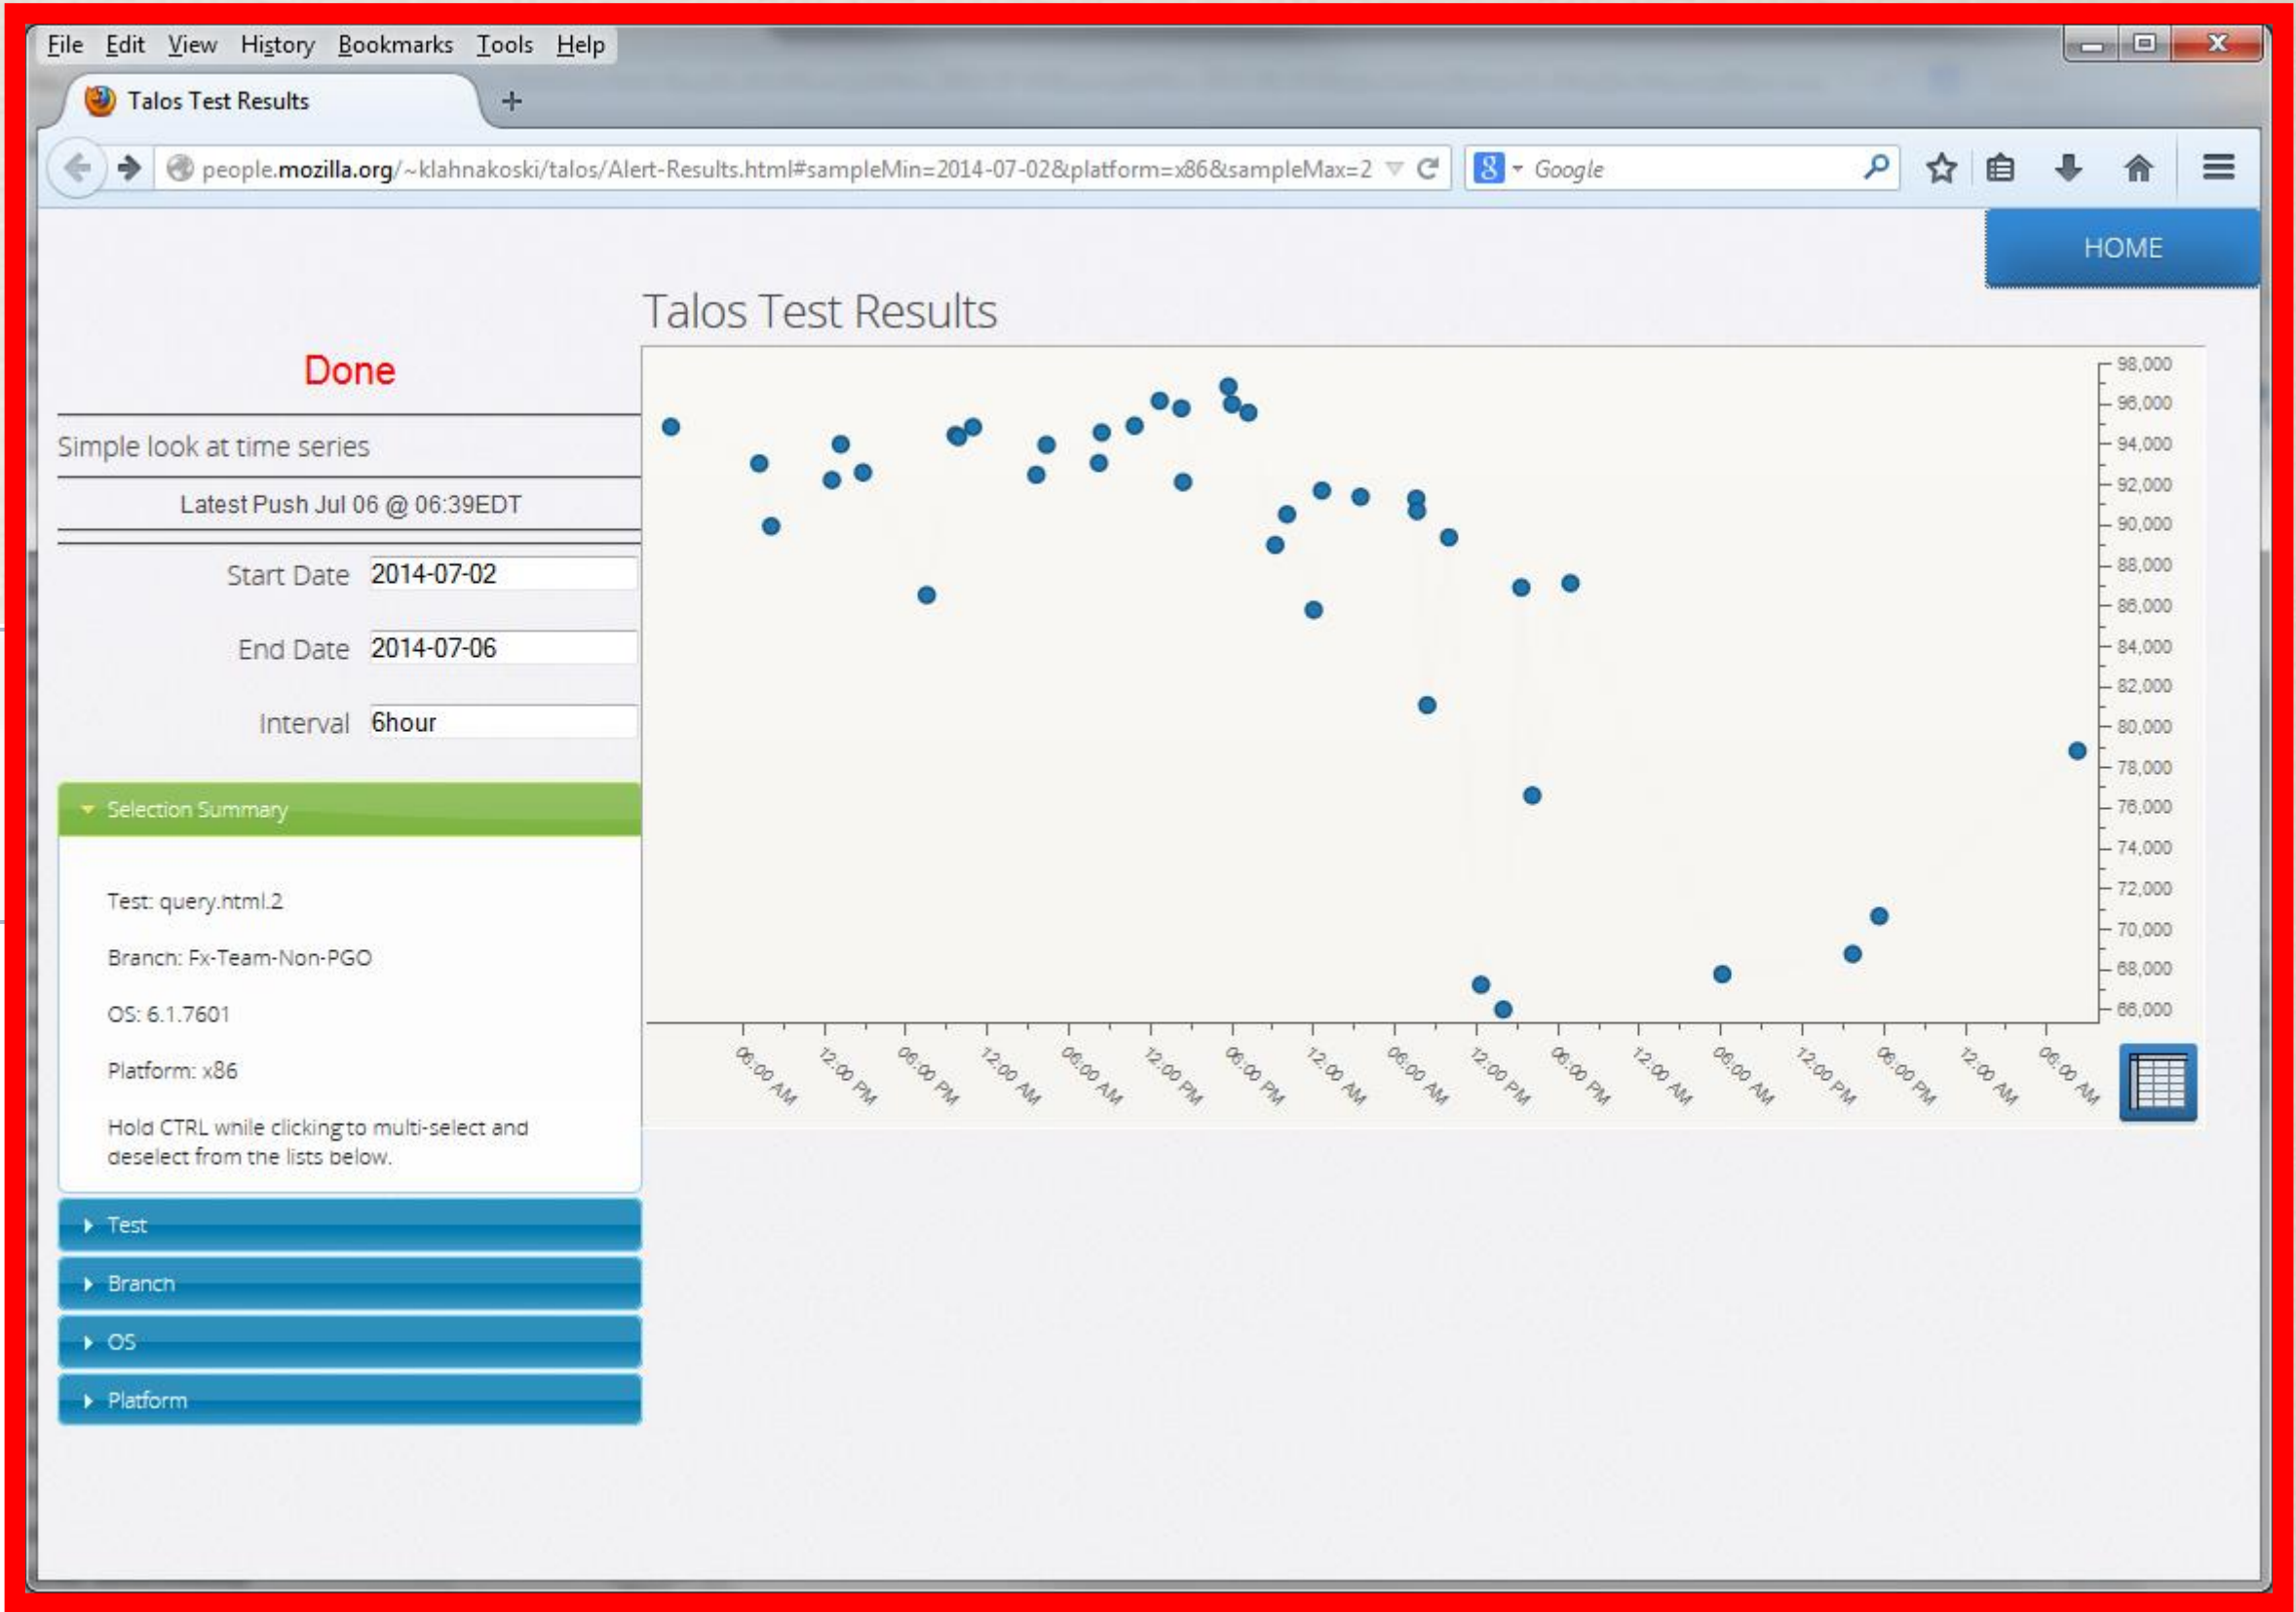 File Edit View History Bookmarks Tools Help
Talos Test Results
people.mozilla.org/~klahnakoski/talos/Alert-Results.html#sampleMin=2014-07-02&platform=x86&sampleMax=2
Google
HOME
Talos Test Results
Done
Simple look at time series
Latest Push Jul 06 @ 06:39EDT
Start Date 2014-07-02
End Date 2014-07-06
Interval 6hour
Selection Summary
Test: query.html.2
Branch: Fx-Team-Non-PGO
OS: 6.1.7601
Platform: x86
Hold CTRL while clicking to multi-select and
deselect from the lists below.
Test
Branch
OS
Platform
98,000
96,000
94,000
92,000
90,000
88,000
86,000
84,000
82,000
80,000
78,000
76,000
74,000
72,000
70,000
68,000
66,000
06:00 AM
12:00 PM
06:00 PM
12:00 AM
06:00 AM
12:00 PM
06:00 PM
12:00 AM
06:00 AM
12:00 PM
06:00 PM
12:00 AM
06:00 AM
12:00 PM
06:00 PM
12:00 AM
06:00 AM